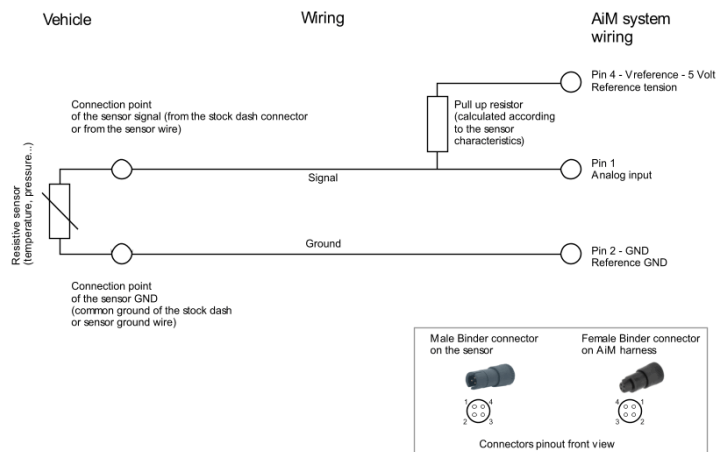 Vehicle
Wiring
AiM system
wiring
Pin 4 - Vreference - 5 Volt
Reference tension
Connection point
of the sensor signal (from the stock dash connector
or from the sensor wire)
Pull up resistor
(calculated according
to the sensor
characteristics)
Signal
Pin 1
Analog input
Resistive sensor
(temperature, pressure...)
Ground
Pin 2 - GND
Reference GND
Connection point
of the sensor GND
(common ground of the stock dash
or sensor ground wire)
Male Binder connector
on the sensor
Female Binder connector
on AiM harness
1 4
2 3
4 1
3 2
Connectors pinout front view